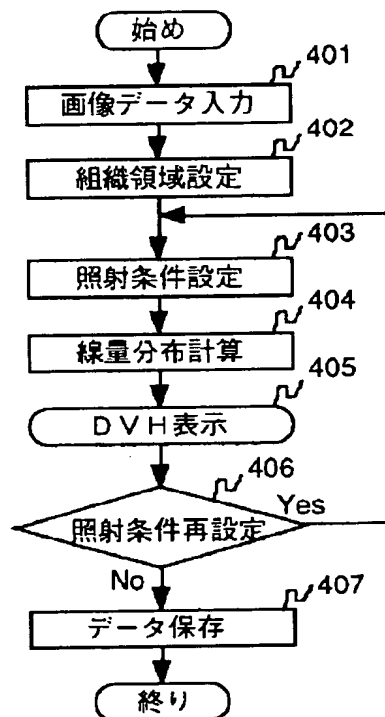 始め
401
画像データ入力
402
組織領域設定
403
照射条件設定
404
線量分布計算
405
DVH表示
406
照射条件再設定
Yes
No
407
データ保存
終り